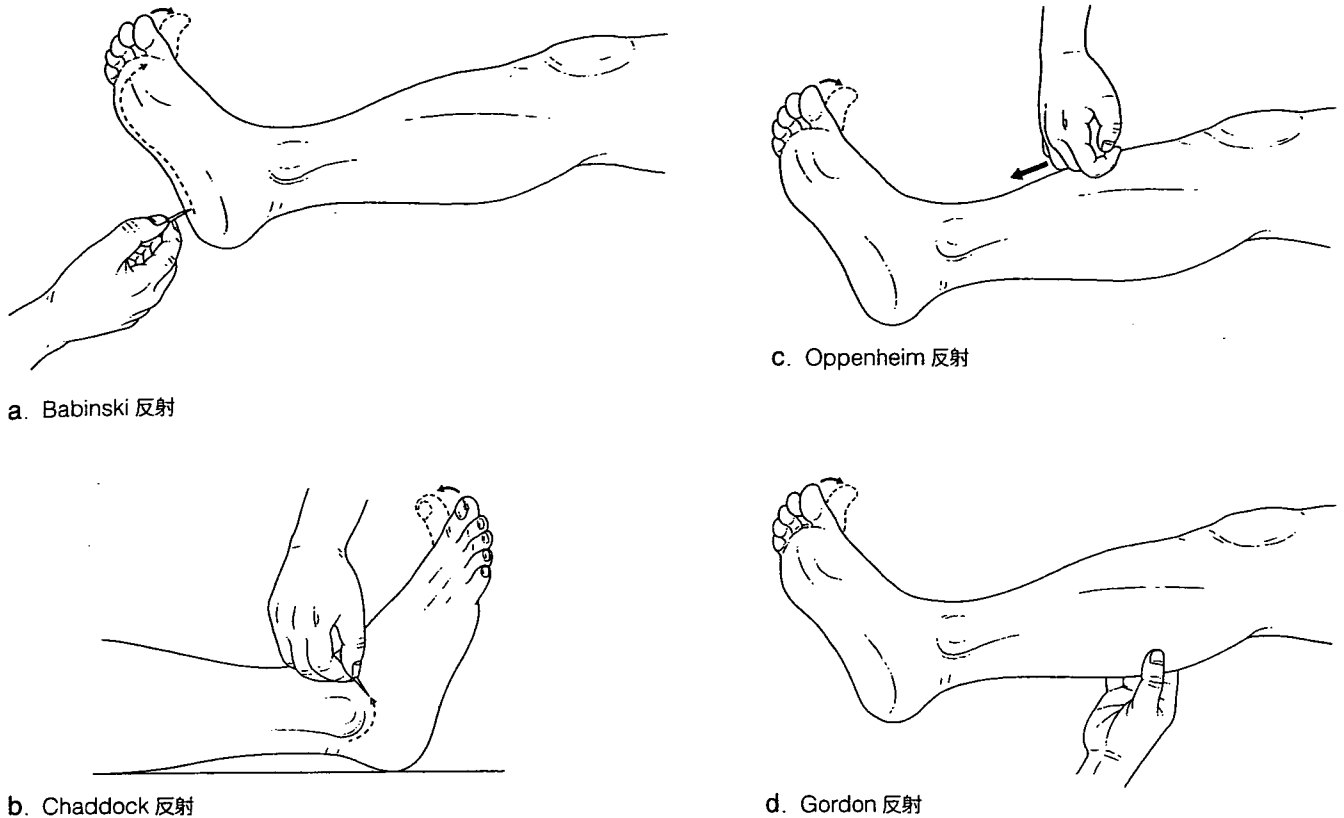 a. Babinski 反射
b. Chaddock 反射
c. Oppenheim 反射
d. Gordon 反射